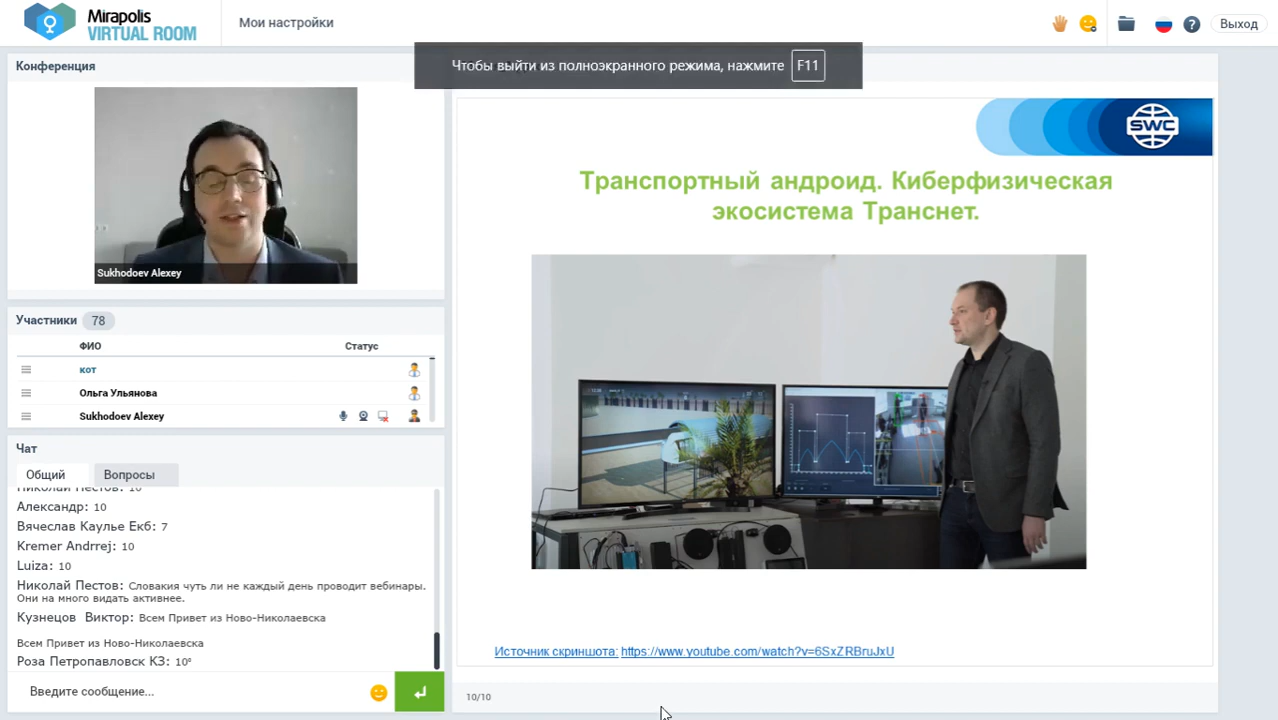 Mirapolis
VIRTUAL ROOM
Мои настройки
Выход
Чтобы выйти из полноэкранного режима, нажмите F11
Конференция
Sukhodoev Alexey
Участники 78
ФИО Статус
кот
Ольга Ульянова
Sukhodoev Alexey
Чат
Общий Вопросы
Николай Пестов: 10
Александр: 10
Вячеслав Каулье Екб: 7
Kremer Andrrej: 10
Luiza: 10
Николай Пестов: Словакия чуть ли не каждый день проводит вебинары.
Они на много видать активнее.
Кузнецов Виктор: Всем Привет из Ново-Николаевска
Всем Привет из Ново-Николаевска
Роза Петропавловск КЗ: 10°
Введите сообщение...
SWC
Транспортный андроид. Киберфизическая
экосистема Транснет.
Источник скриншота: https://www.youtube.com/watch?v=6SxZRBruJxU
10/10